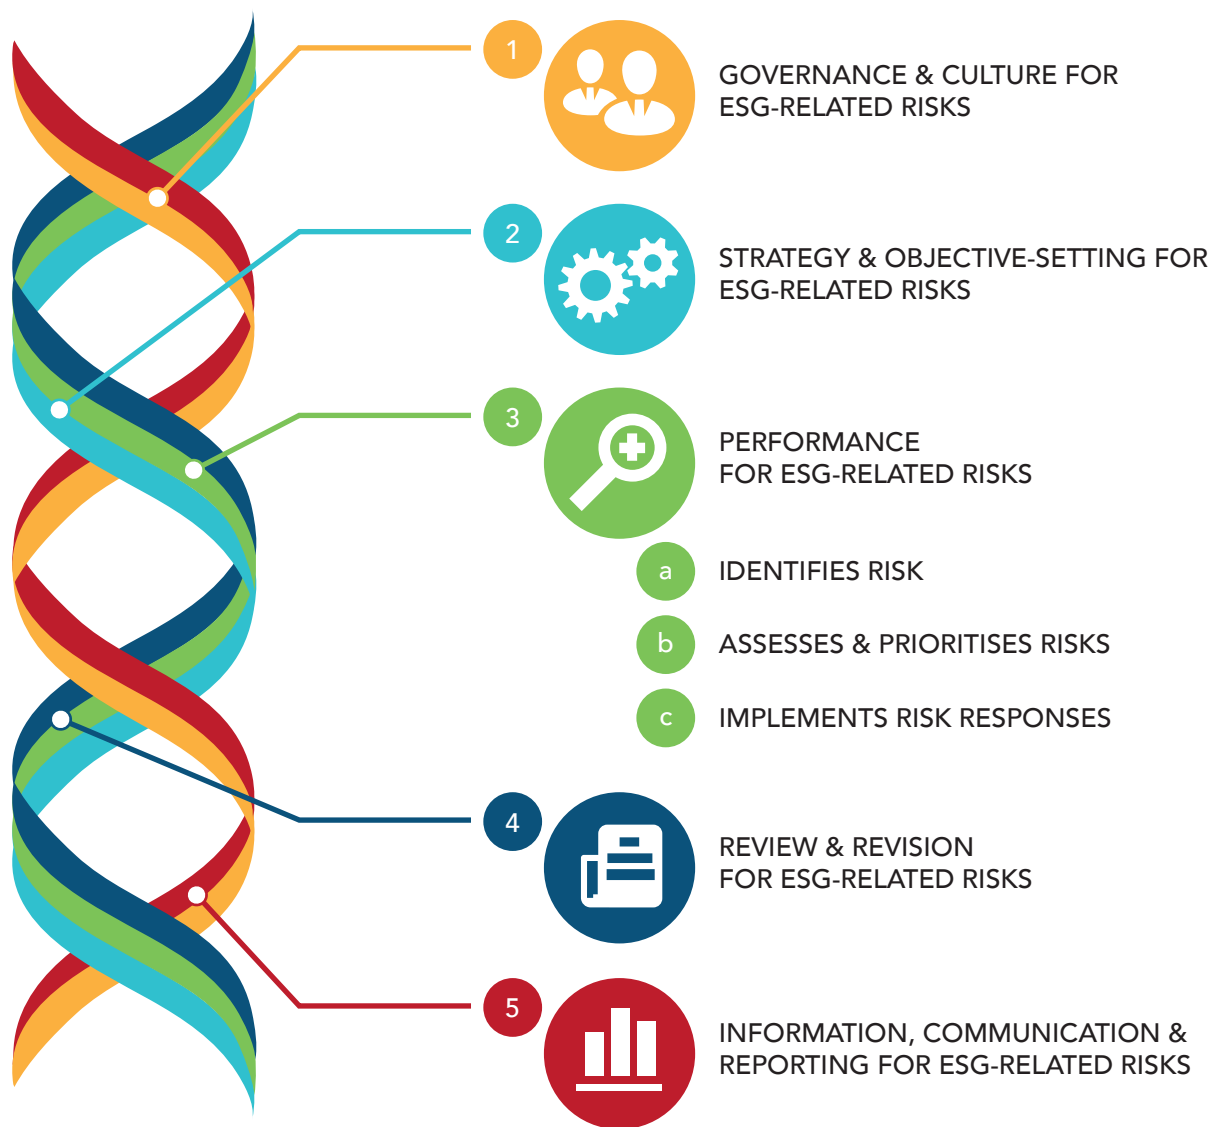 1
GOVERNANCE & CULTURE FOR
ESG-RELATED RISKS
2
STRATEGY & OBJECTIVE-SETTING FOR
ESG-RELATED RISKS
3
PERFORMANCE
FOR ESG-RELATED RISKS
a
IDENTIFIES RISK
b
ASSESSES & PRIORITISES RISKS
c
IMPLEMENTS RISK RESPONSES
4
REVIEW & REVISION
FOR ESG-RELATED RISKS
5
INFORMATION, COMMUNICATION &
REPORTING FOR ESG-RELATED RISKS